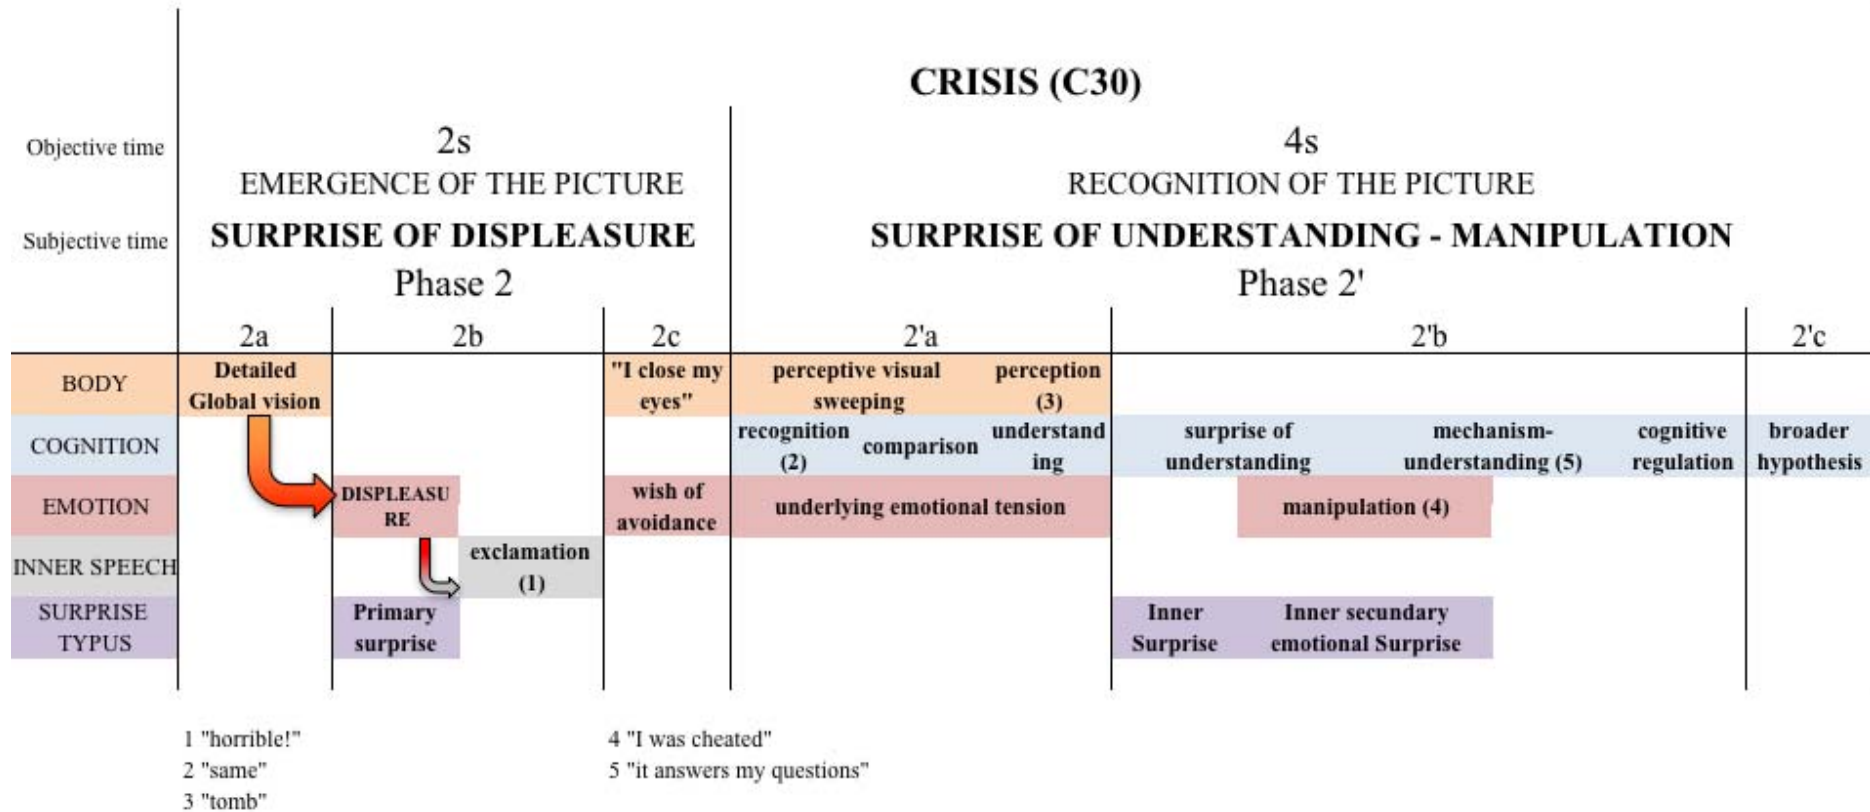 CRISIS (C30)
Objective time
2s
4s
EMERGENCE OF THE PICTURE
RECOGNITION OF THE PICTURE
Subjective time
SURPRISE OF DISPLEASURE
SURPRISE OF UNDERSTANDING - MANIPULATION
Phase 2
Phase 2'
2a
2b
2c
2'a
2'b
2'c
BODY
Detailed
Global vision
"I close my
eyes"
perceptive visual
sweeping
perception
(3)
COGNITION
recognition
(2)
comparison
understand
ing
surprise of
understanding
mechanism-
understanding (5)
cognitive
regulation
broader
hypothesis
EMOTION
DISPLEASU
RE
wish of
avoidance
underlying emotional tension
manipulation (4)
INNER SPEECH
exclamation
(1)
SURPRISE
TYPUS
Primary
surprise
Inner
Surprise
Inner secundary
emotional Surprise
1 "horrible!"
2 "same"
3 "tomb"
4 "I was cheated"
5 "it answers my questions"